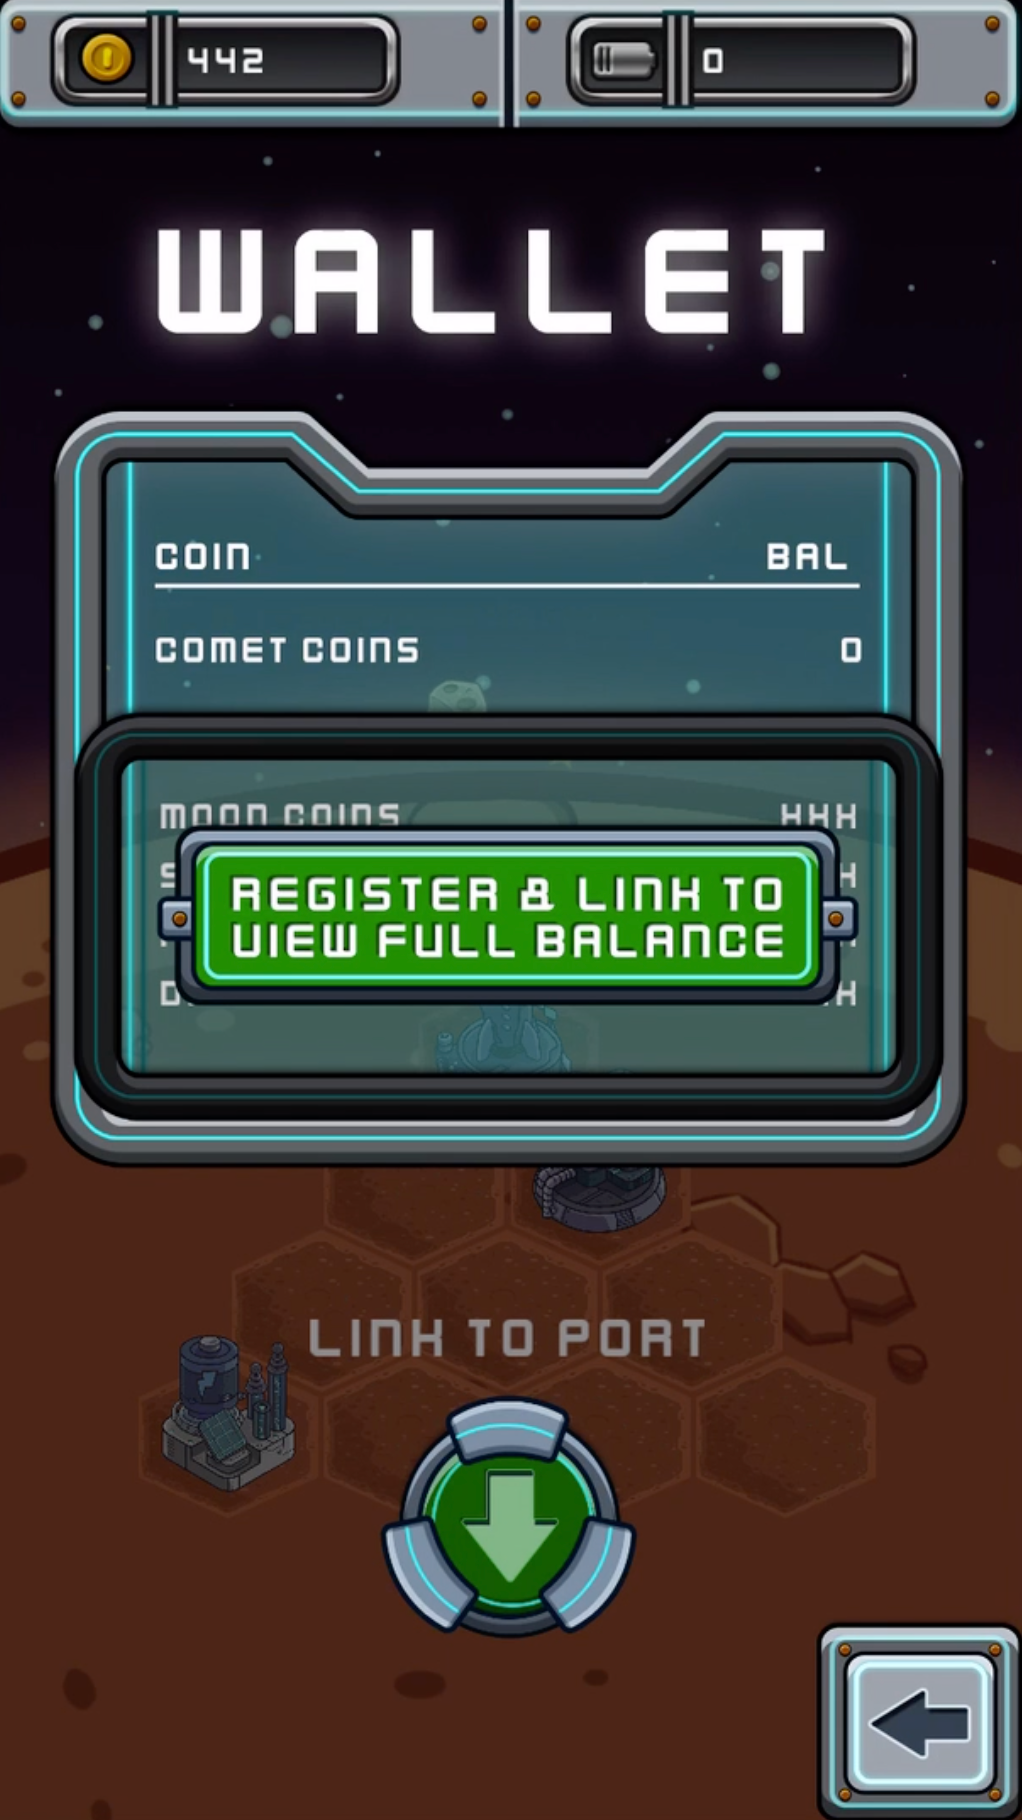 442
0
WALLET
COIN BAL
COMET COINS 0
MOON COINS XXX
REGISTER & LINK TO
VIEW FULL BALANCE
LINK TO PORT